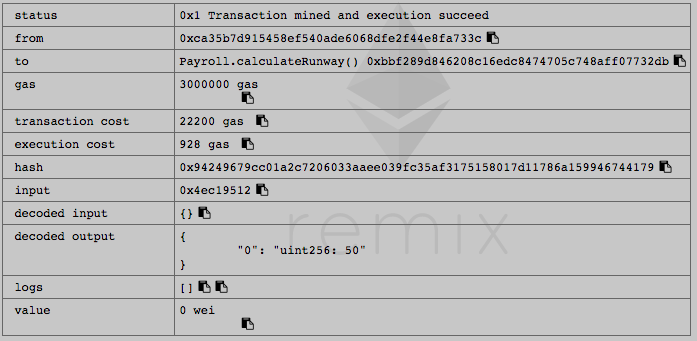 status 0x1 Transaction mined and execution succeed
from 0xca35b7d915458ef540ade6068dfe2f44e8fa733c
to Payroll.calculateRunway() 0xbbf289d846208c16edc8474705c748aff07732db
gas 3000000 gas
transaction cost 22200 gas
execution cost 928 gas
hash 0x94249679cc01a2c7206033aaee039fc35af3175158017d11786a159946744179
input 0x4ec19512
decoded input {}
decoded output {
"0": "uint256: 50"
}
logs []
value 0 wei
remix